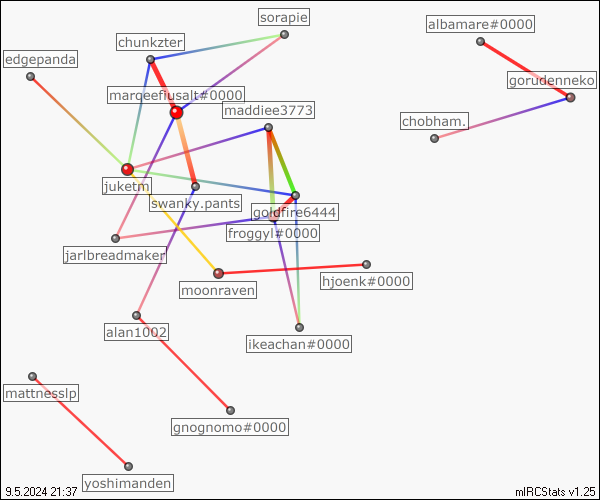 sorapie
albamare#0000
chunkzter
edgepanda
gorudenneko
marqeefiusalt#0000
maddiee3773
chobham.
juketm
swanky.pants
goldfire6444
froggyl#0000
jarlbreadmaker
hjoenk#0000
moonraven
alan1002
ikeachan#0000
mattnesslp
gnognomo#0000
yoshimanden
9.5.2024 21:37
mIRCStats v1.25